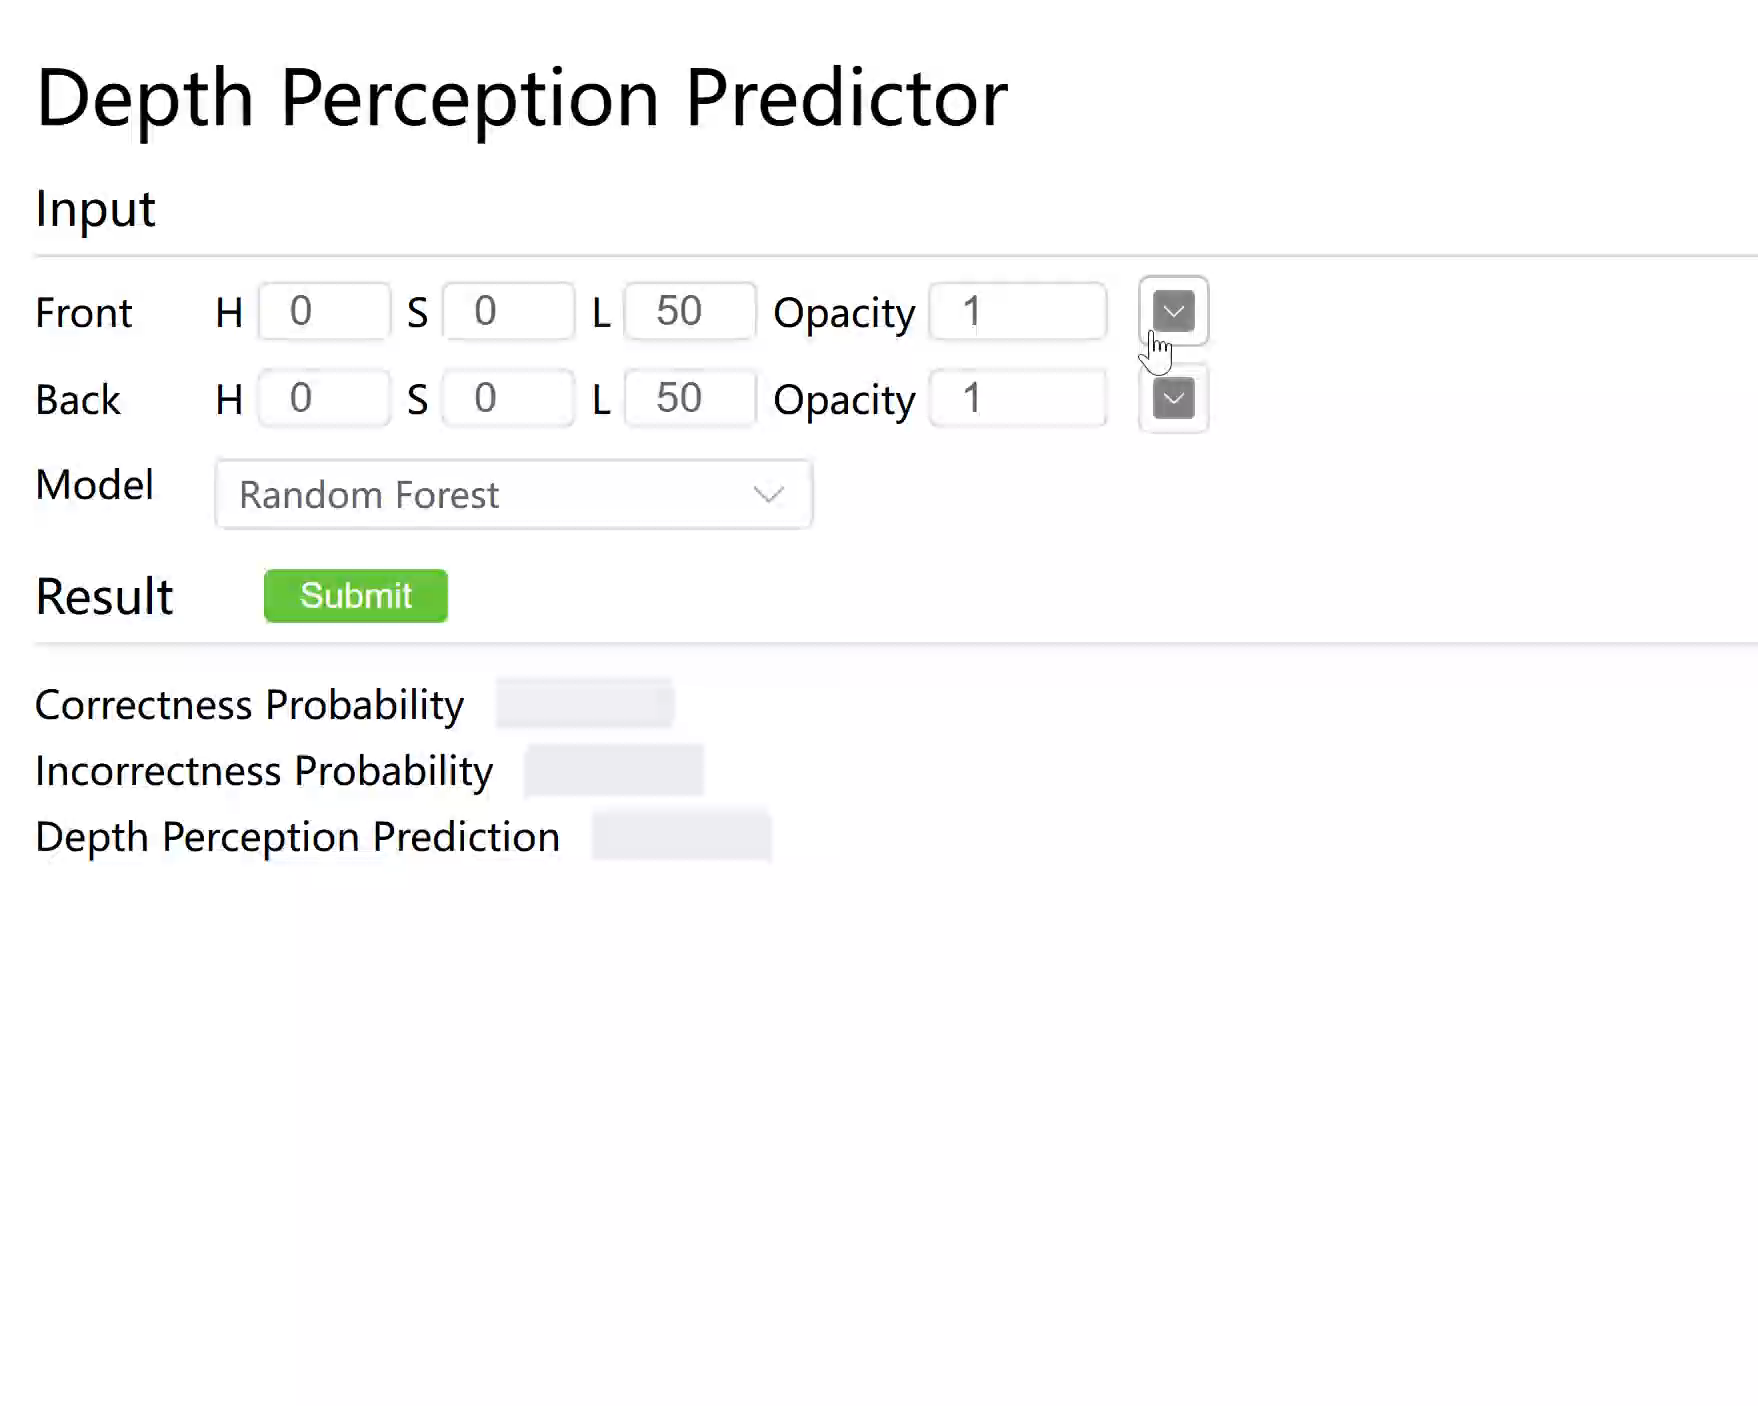 Depth Perception Predictor
Input
Front H 0 S 0 L 50 Opacity 1
Back H 0 S 0 L 50 Opacity 1
Model Random Forest
Result Submit
Correctness Probability
Incorrectness Probability
Depth Perception Prediction